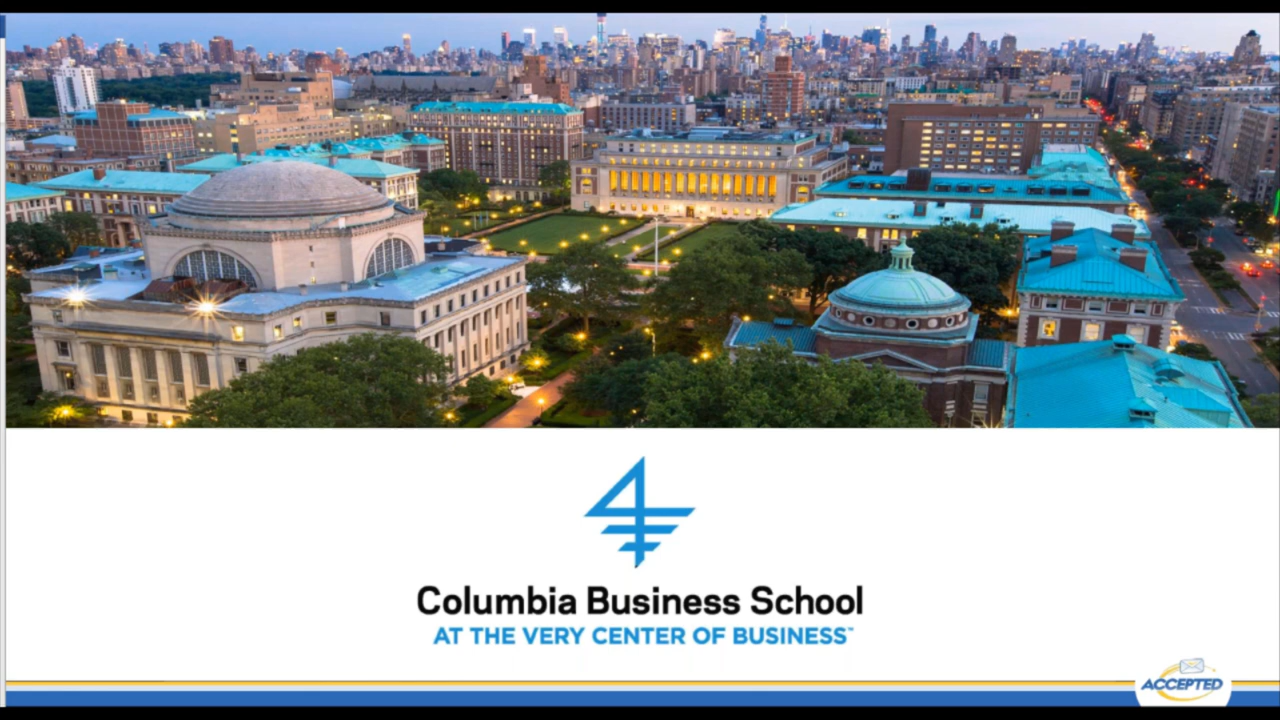 Columbia Business School
AT THE VERY CENTER OF BUSINESS™
ACCEPTED